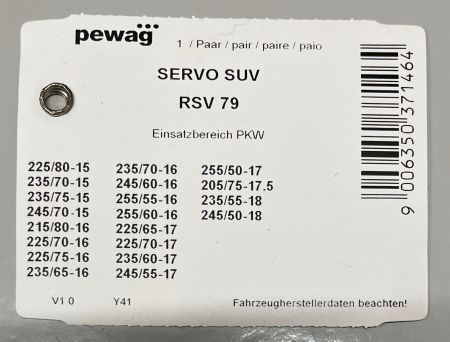 pewag
1 / Paar / pair / paire / paio
SERVO SUV
RSV 79
Einsatzbereich PKW
225/80-15 235/70-16 255/50-17
235/70-15 245/60-16 205/75-17.5
235/75-15 255/55-16 235/55-18
245/70-15 255/60-16 245/50-18
215/80-16 225/65-17
225/70-16 225/70-17
225/75-16 235/60-17
235/65-16 245/55-17
V1 0 Y41 Fahrzeugherstellerdaten beachten!
9 006350 371464